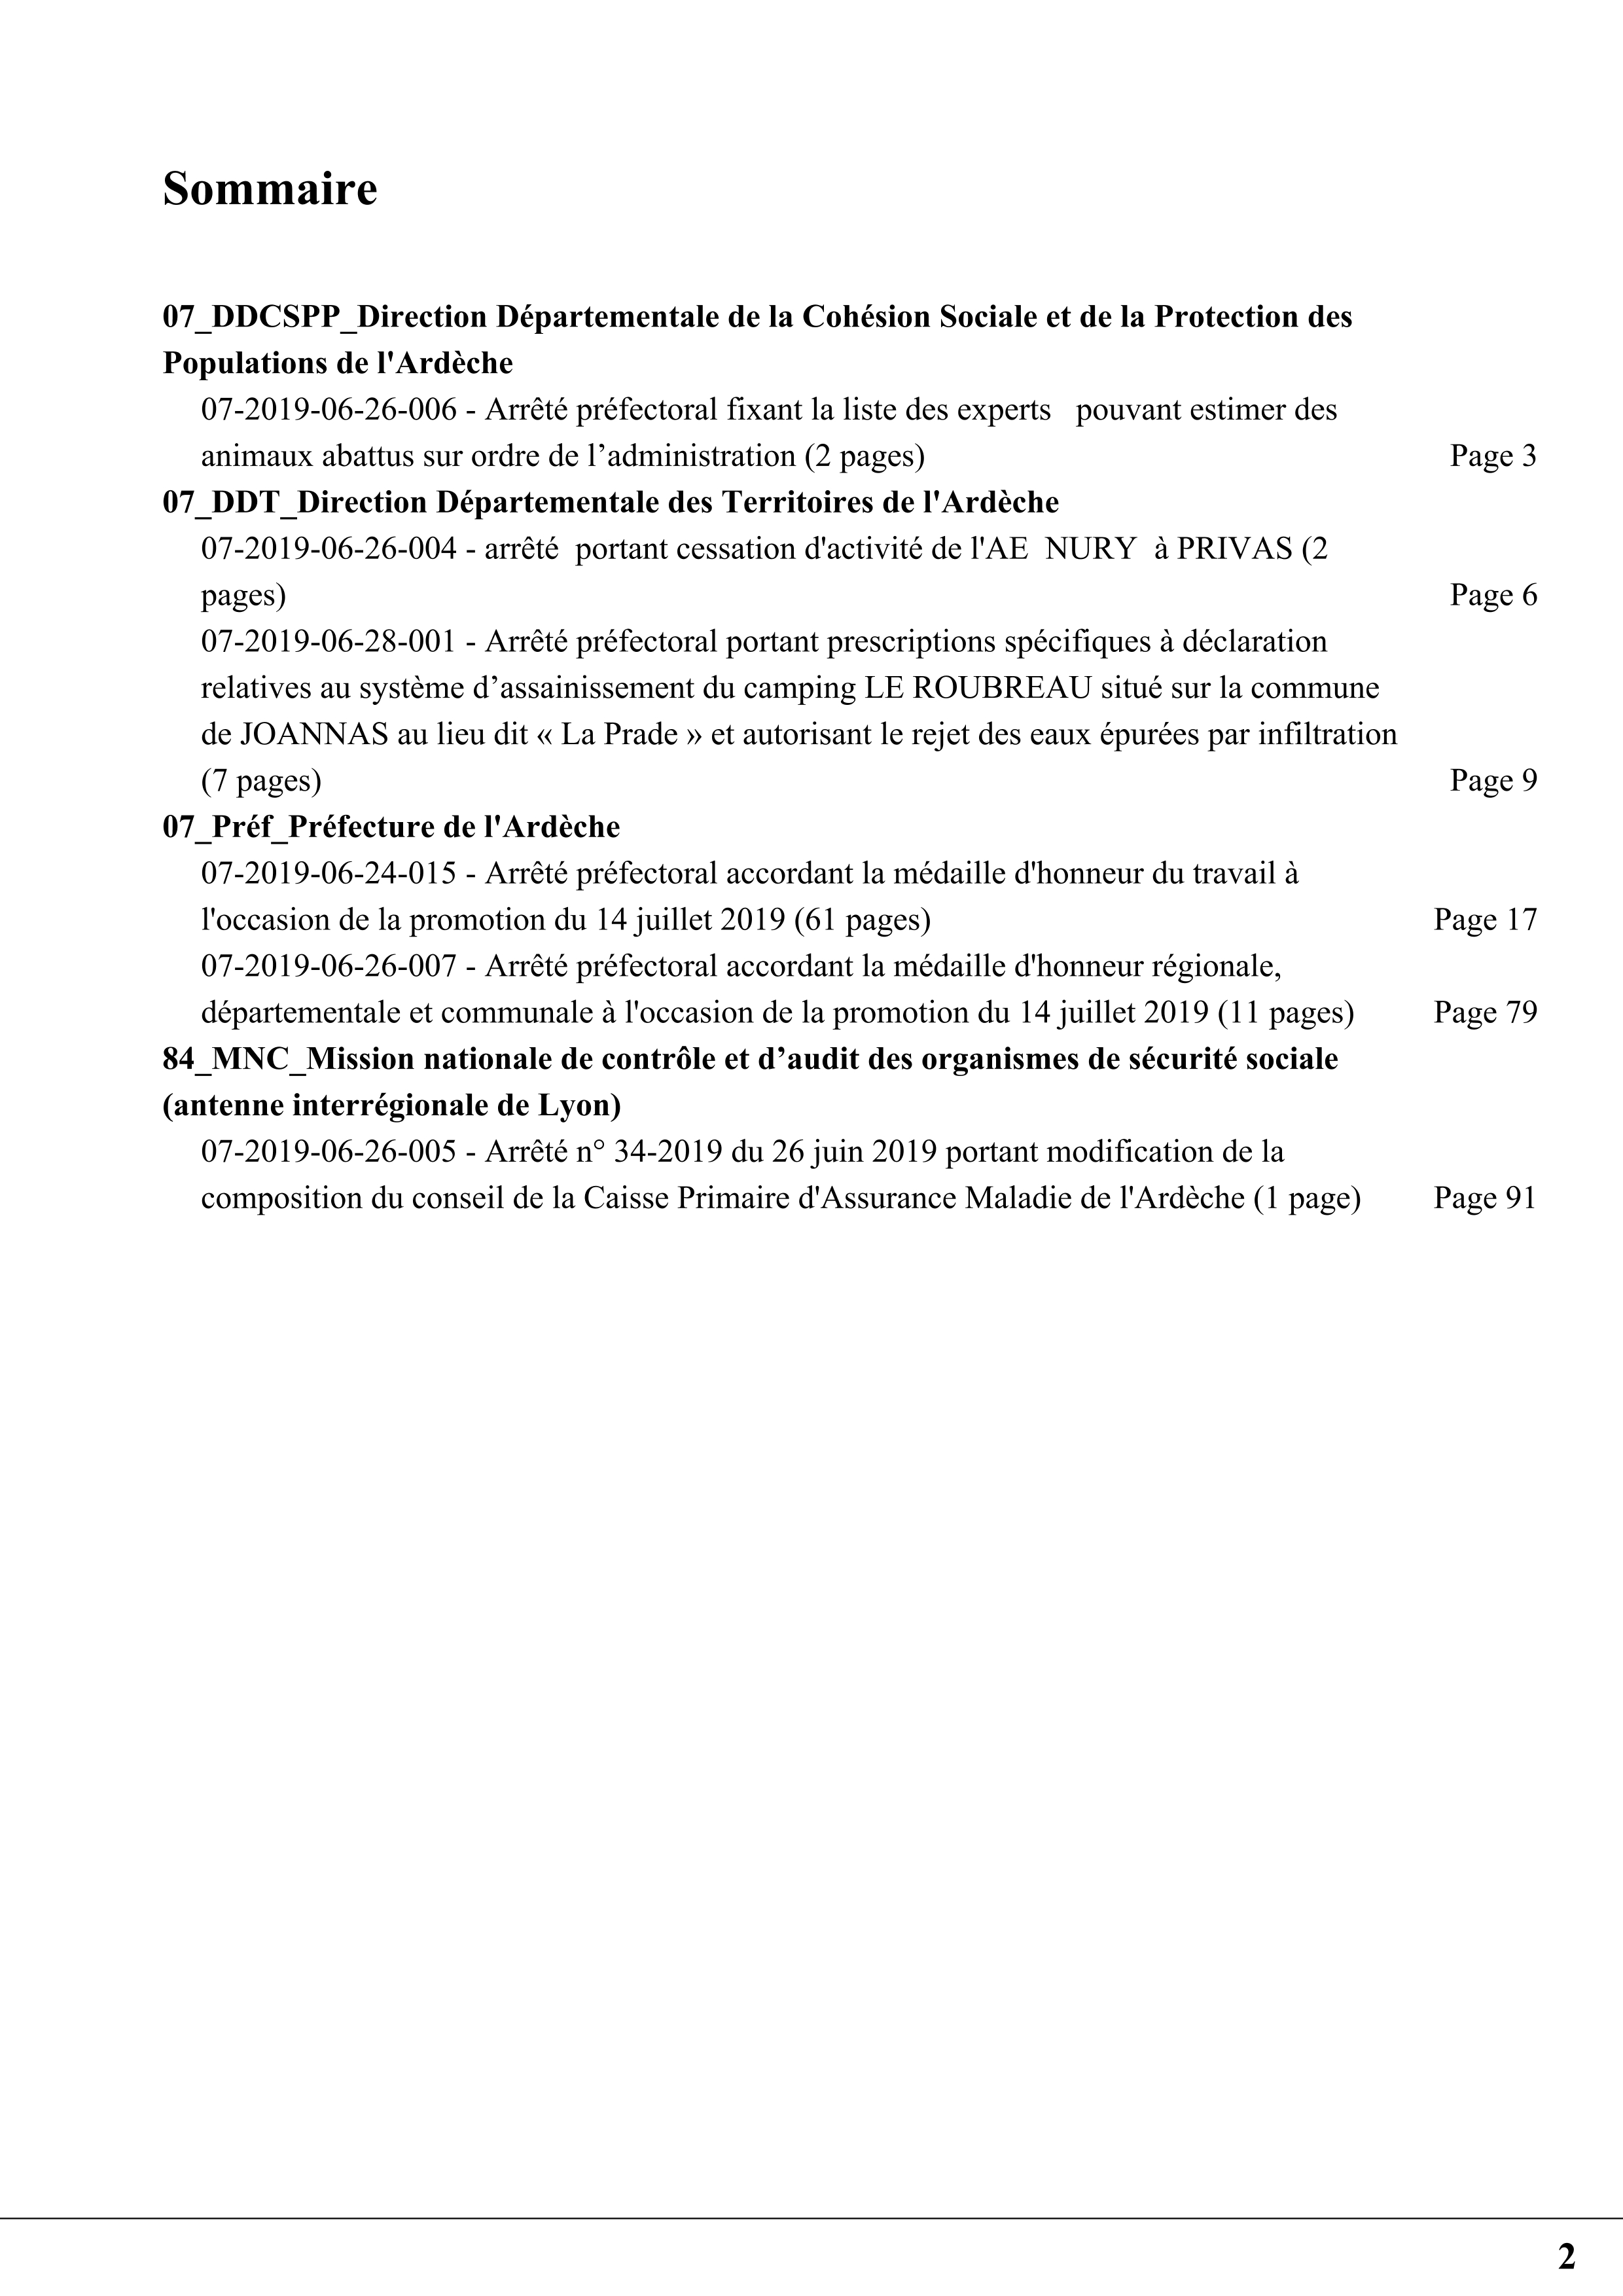 Sommaire
07_DDCSPP_Direction Départementale de la Cohésion Sociale et de la Protection des
Populations de l'Ardèche
07-2019-06-26-006 - Arrêté préfectoral fixant la liste des experts   pouvant estimer des
animaux abattus sur ordre de l’administration (2 pages) Page 3
07_DDT_Direction Départementale des Territoires de l'Ardèche
07-2019-06-26-004 - arrêté  portant cessation d'activité de l'AE  NURY  à PRIVAS (2
pages) Page 6
07-2019-06-28-001 - Arrêté préfectoral portant prescriptions spécifiques à déclaration
relatives au système d’assainissement du camping LE ROUBREAU situé sur la commune
de JOANNAS au lieu dit « La Prade » et autorisant le rejet des eaux épurées par infiltration
(7 pages) Page 9
07_Préf_Préfecture de l'Ardèche
07-2019-06-24-015 - Arrêté préfectoral accordant la médaille d'honneur du travail à
l'occasion de la promotion du 14 juillet 2019 (61 pages) Page 17
07-2019-06-26-007 - Arrêté préfectoral accordant la médaille d'honneur régionale,
départementale et communale à l'occasion de la promotion du 14 juillet 2019 (11 pages) Page 79
84_MNC_Mission nationale de contrôle et d’audit des organismes de sécurité sociale
(antenne interrégionale de Lyon)
07-2019-06-26-005 - Arrêté n° 34-2019 du 26 juin 2019 portant modification de la
composition du conseil de la Caisse Primaire d'Assurance Maladie de l'Ardèche (1 page) Page 91
2